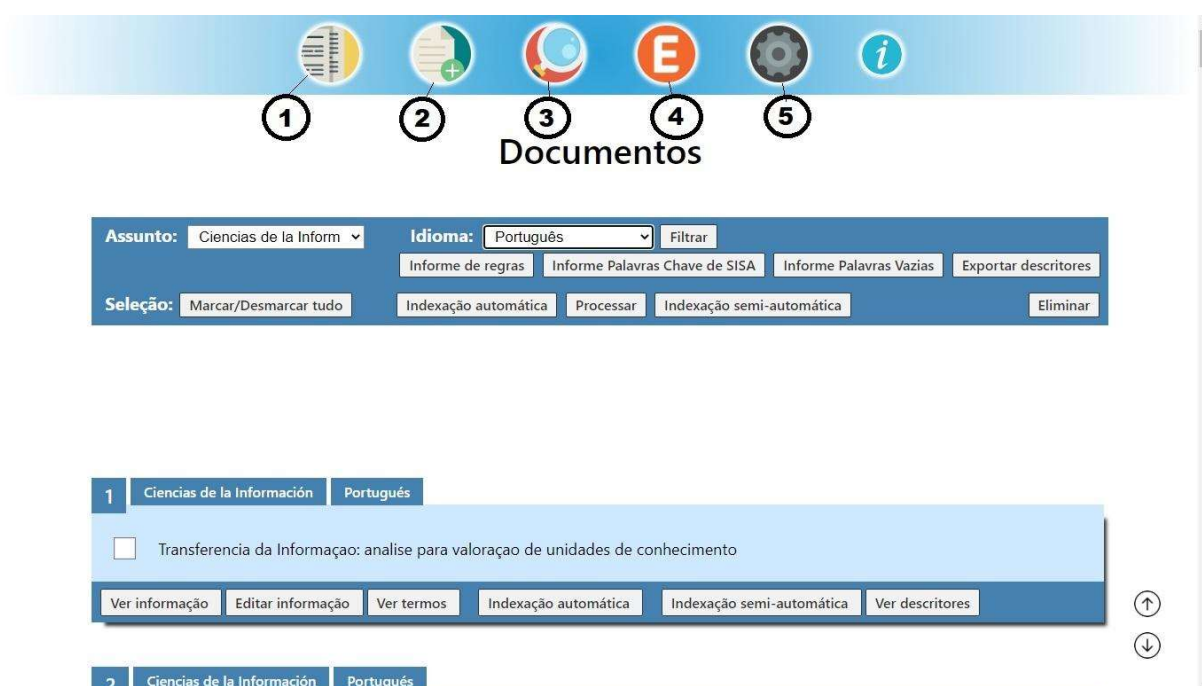 E
i
1 2 3 4 5
Documentos
Assunto: Ciencias de la Inform Idioma: Português Filtrar
Informe de regras Informe Palavras Chave de SISA Informe Palavras Vazias Exportar descritores
Seleção: Marcar/Desmarcar tudo Indexação automática Processar Indexação semi-automática Eliminar
1 Ciencias de la Información Portugués
Transferencia da Informaçao: analise para valoraçao de unidades de conhecimento
Ver informação Editar informação Ver termos Indexação automática Indexação semi-automática Ver descritores
2 Ciencias de la Información Portugués